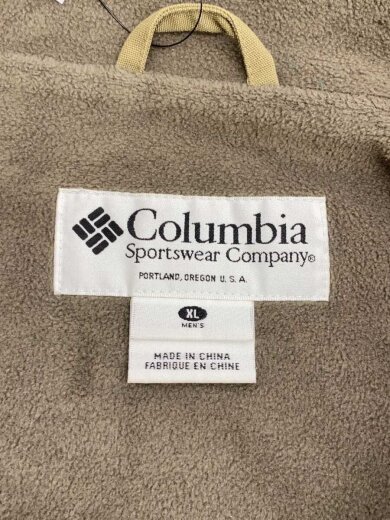 Columbia
Sportswear Company®
PORTLAND, OREGON U.S.A.
XL
MEN'S
MADE IN CHINA
FABRIQUE EN CHINE